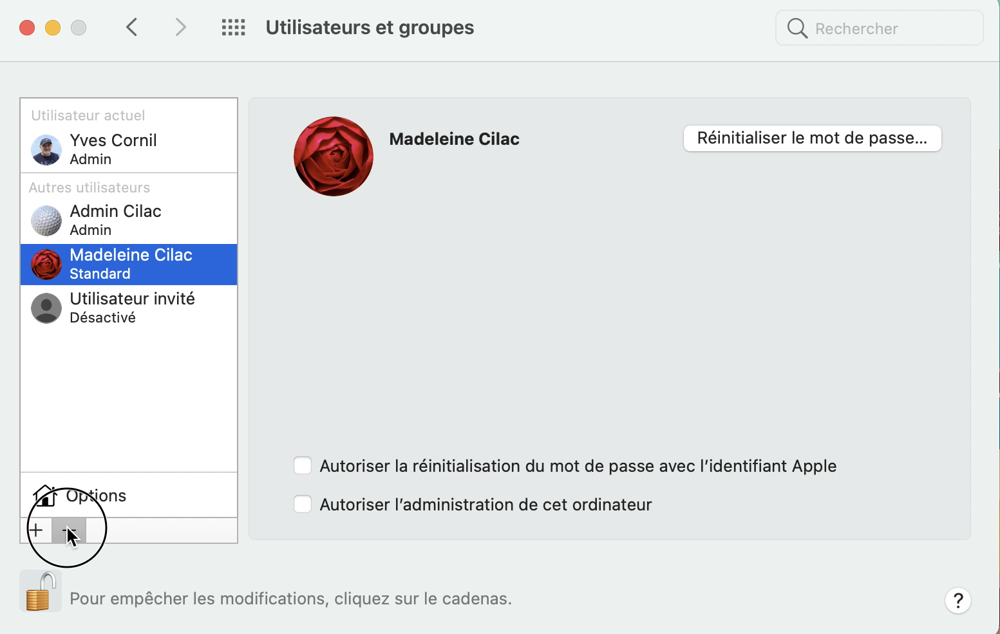 Utilisateurs et groupes
Rechercher
Utilisateur actuel
Yves Cornil
Admin
Autres utilisateurs
Admin Cilac
Admin
Madeleine Cilac
Standard
Utilisateur invité
Désactivé
Options
+ −
Madeleine Cilac
Réinitialiser le mot de passe...
Autoriser la réinitialisation du mot de passe avec l’identifiant Apple
Autoriser l’administration de cet ordinateur
Pour empêcher les modifications, cliquez sur le cadenas.
?